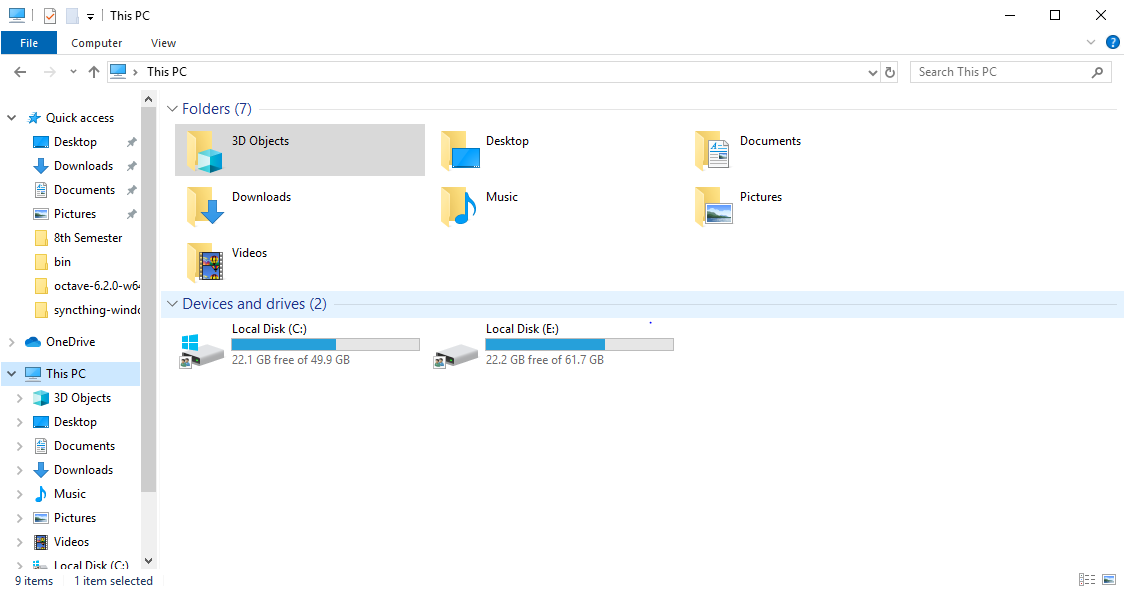 This PC
File Computer View
This PC
Search This PC
Quick access
Desktop
Downloads
Documents
Pictures
8th Semester
bin
octave-6.2.0-w64
syncthing-windo
OneDrive
This PC
3D Objects
Desktop
Documents
Downloads
Music
Pictures
Videos
Local Disk (C:)
Folders (7)
3D Objects
Desktop
Documents
Downloads
Music
Pictures
Videos
Devices and drives (2)
Local Disk (C:)
22.1 GB free of 49.9 GB
Local Disk (E:)
22.2 GB free of 61.7 GB
9 items 1 item selected